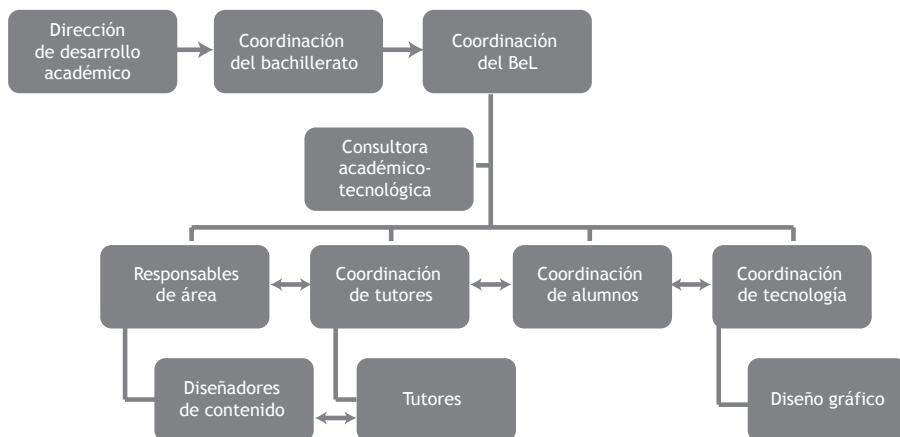 Dirección
de desarrollo
académico
Coordinación
del bachillerato
Coordinación
del BeL
Consultora
académico-
tecnológica
Responsables
de área
Coordinación
de tutores
Coordinación
de alumnos
Coordinación
de tecnología
Diseñadores
de contenido
Tutores
Diseño gráfico